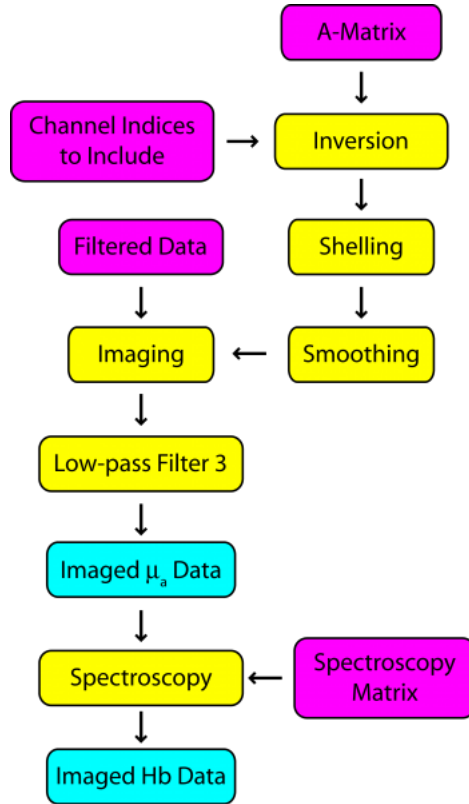 A-Matrix
Channel Indices
to Include
Inversion
Filtered Data
Shelling
Imaging
Smoothing
Low-pass Filter 3
Imaged μₐ Data
Spectroscopy
Spectroscopy
Matrix
Imaged Hb Data